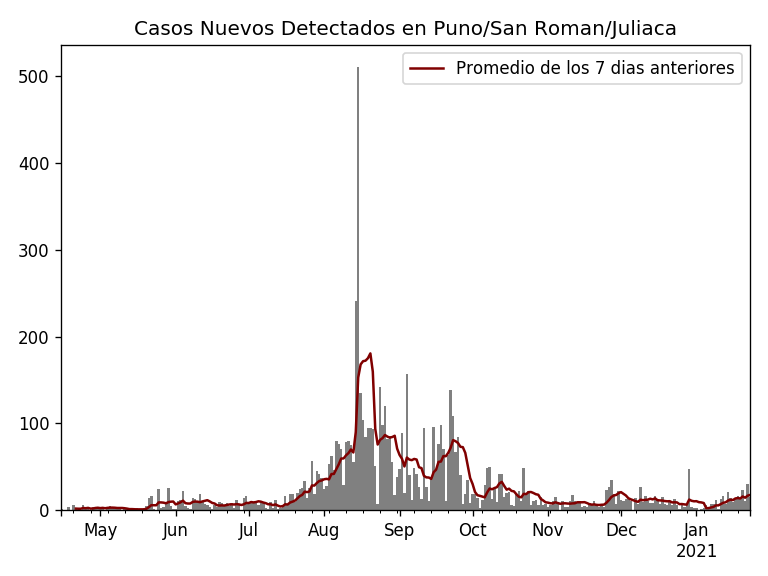 Casos Nuevos Detectados en Puno/San Roman/Juliaca
Promedio de los 7 dias anteriores
500
400
300
200
100
0
May Jun Jul Aug Sep Oct Nov Dec Jan
2021